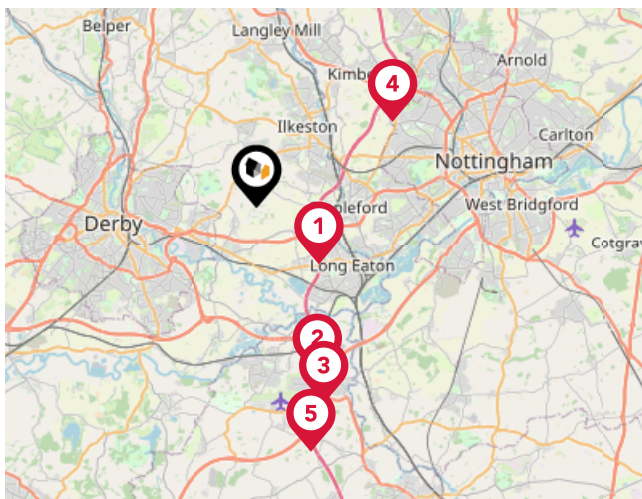 Belper
Langley Mill
Arnold
Kimbe
4
Ilkeston
Carlton
Nottingham
Derby
pleford
West Bridgford
1
Cotgrav
Long Eaton
2
3
5